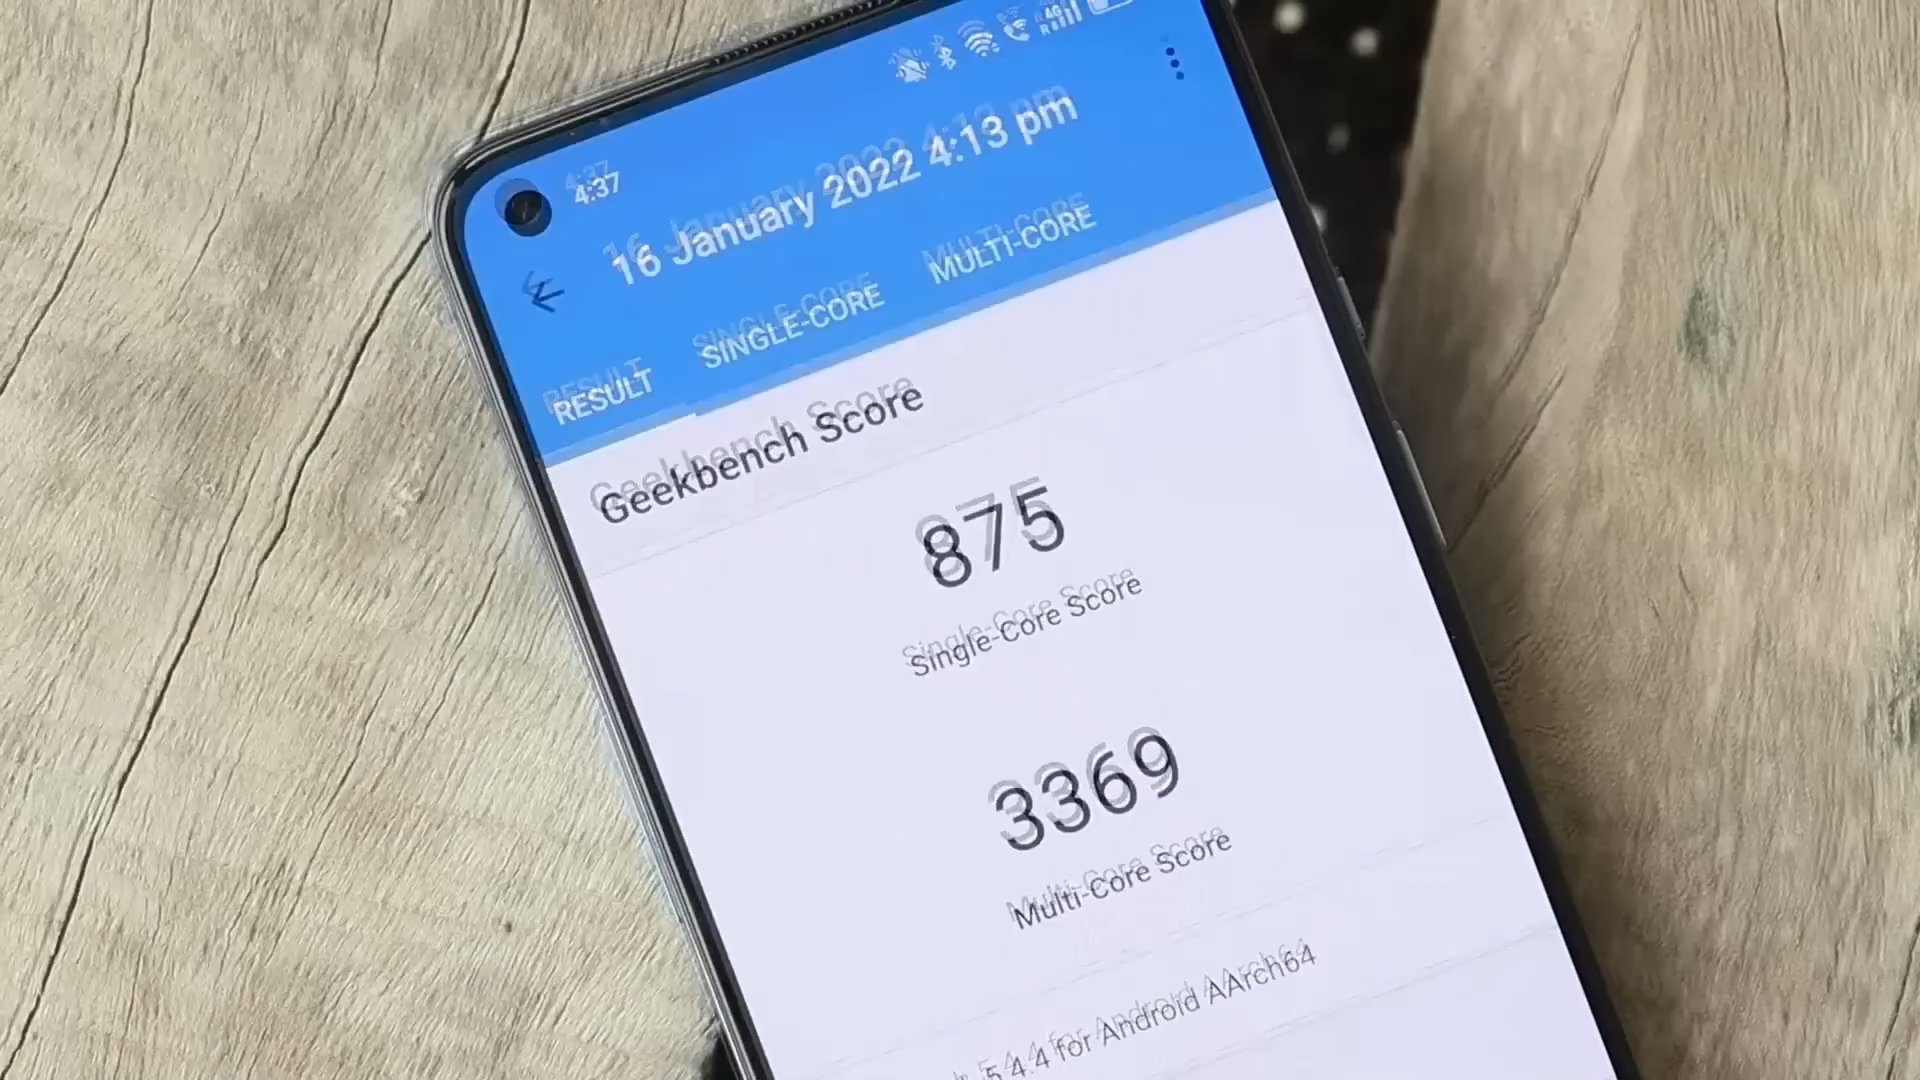 4:37
16 January 2022 4:13 pm
RESULT SINGLE-CORE MULTI-CORE
Geekbench Score
875
Single-Core Score
3369
Multi-Core Score
5.4.4 for Android AArch64